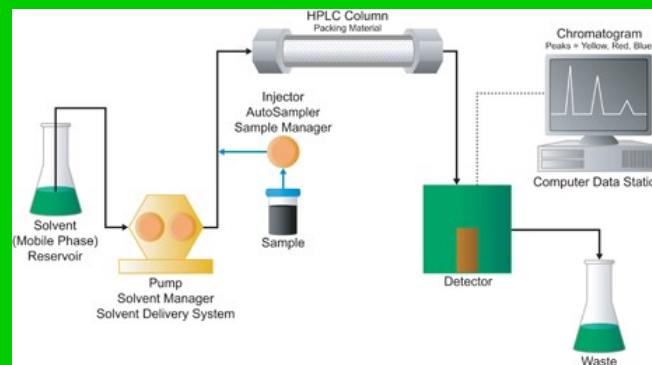 HPLC Column
Packing Material
Chromatogram
Peaks = Yellow, Red, Blue
Injector
AutoSampler
Sample Manager
Computer Data Stati
Solvent
(Mobile Phase)
Reservoir
Sample
Pump
Solvent Manager
Solvent Delivery System
Detector
Waste